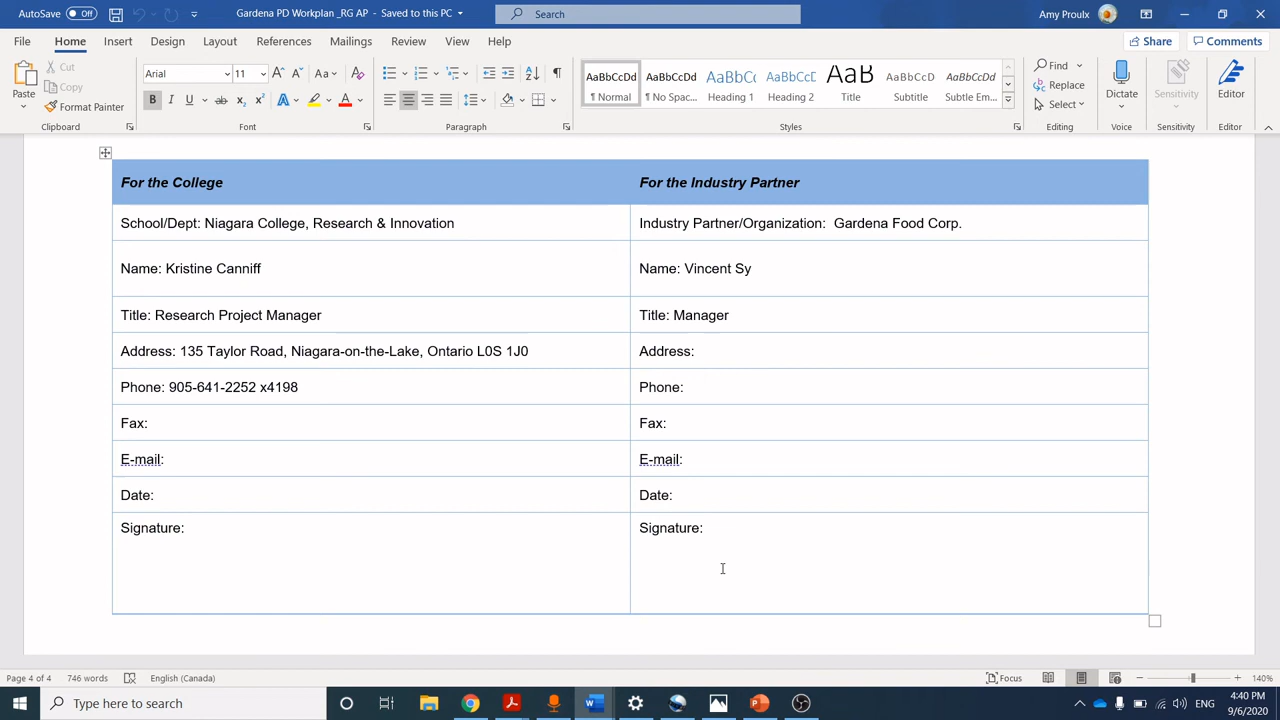 AutoSave Off Gardena PD Workplan _RG AP - Saved to this PC Search Amy Proulx
File Home Insert Draw Design Layout References Mailings Review View Help Share Comments
Paste Cut Copy Format Painter Clipboard
Arial 11 Font
Paragraph
AaBbCcDd ¶ Normal AaBbCcDd ¶ No Spac... AaBbCc Heading 1 AaBbCcDd Heading 2 AaB Title AaBbCcDd Subtitle AaBbCcDd Subtle Em... Styles
Find Replace Select Editing
Dictate Voice
Sensitivity Sensitivity
Editor Editor
For the College For the Industry Partner
School/Dept: Niagara College, Research & Innovation Industry Partner/Organization: Gardena Food Corp.
Name: Kristine Canniff Name: Vincent Sy
Title: Research Project Manager Title: Manager
Address: 135 Taylor Road, Niagara-on-the-Lake, Ontario L0S 1J0 Address:
Phone: 905-641-2252 x4198 Phone:
Fax: Fax:
E-mail: E-mail:
Date: Date:
Signature: Signature:
Page 4 of 4 746 words English (Canada) Focus 140%
Type here to search ENG 4:40 PM
9/6/2020